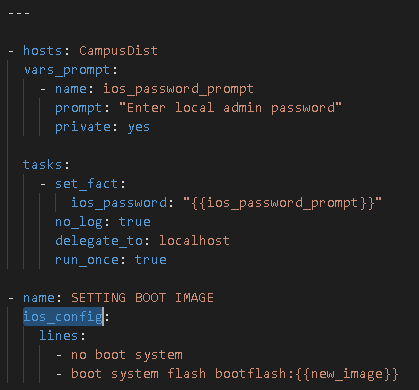 ---
- hosts: CampusDist
  vars_prompt:
    - name: ios_password_prompt
      prompt: "Enter local admin password"
      private: yes
  tasks:
    - set_fact:
        ios_password: "{{ios_password_prompt}}"
      no_log: true
      delegate_to: localhost
      run_once: true
- name: SETTING BOOT IMAGE
  ios_config:
    lines:
      - no boot system
      - boot system flash bootflash:{{new_image}}